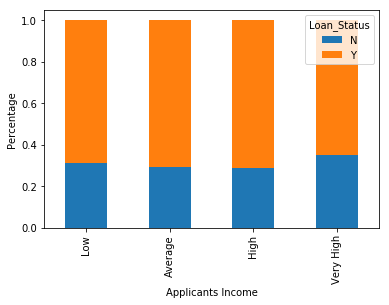 1.0
0.8
0.6
0.4
0.2
0.0
Percentage
Loan_Status
N
Y
Low
Average
High
Very High
Applicants Income